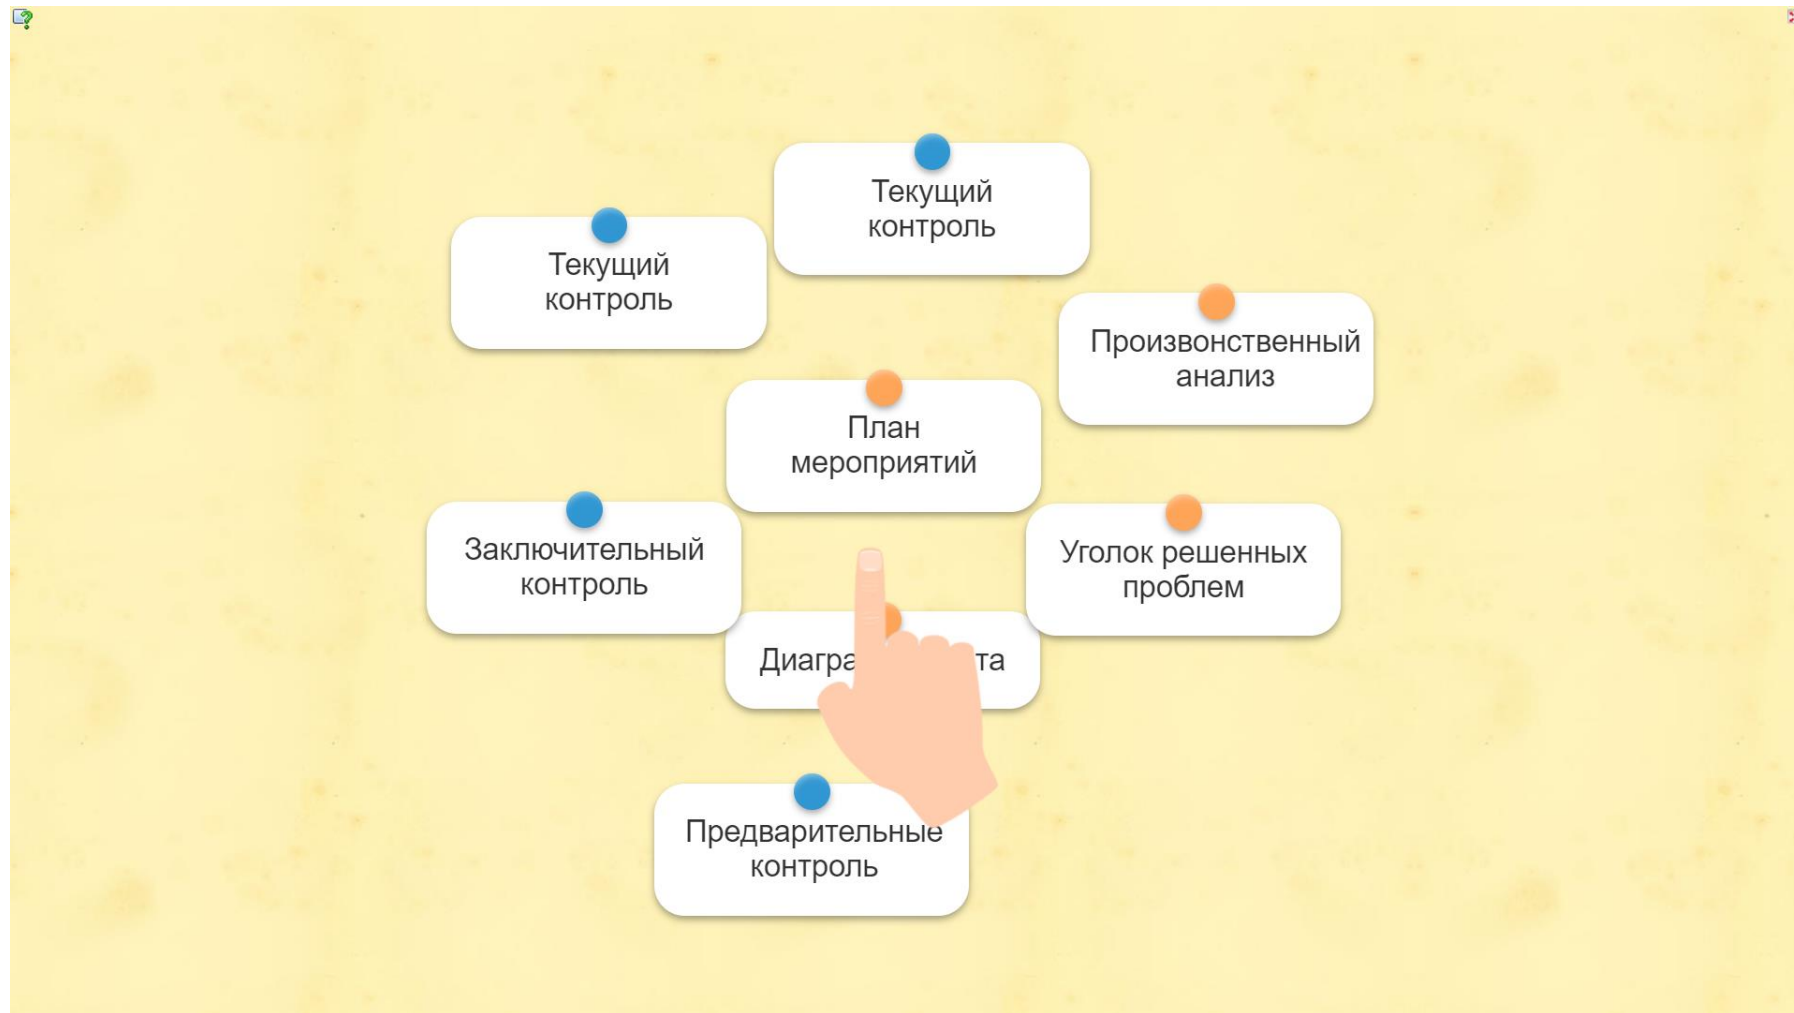 Текущий
контроль
Текущий
контроль
Произвонственный
анализ
План
мероприятий
Заключительный
контроль
Уголок решенных
проблем
Предварительные
контроль